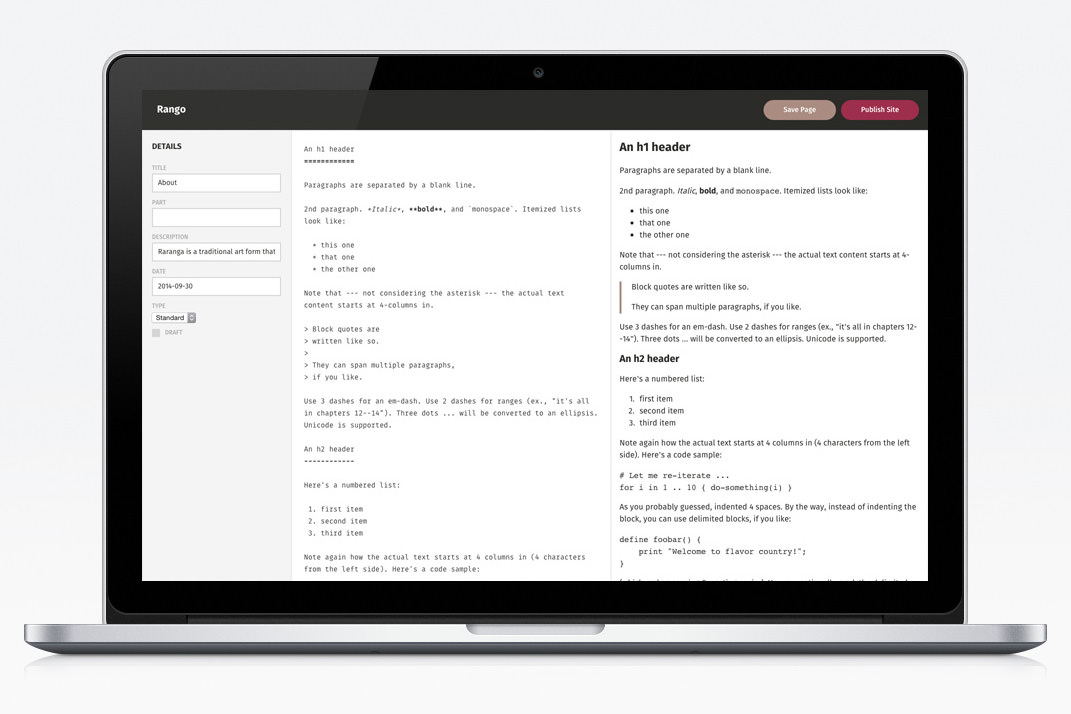 Rango
Save Page
Publish Site
DETAILS
TITLE
About
PART
DESCRIPTION
Raranga is a traditional art form that
DATE
2014-09-30
TYPE
Standard
DRAFT
An h1 header
============
Paragraphs are separated by a blank line.
2nd paragraph. *Italic*, **bold**, and `monospace`. Itemized lists
look like:
* this one
* that one
* the other one
Note that --- not considering the asterisk --- the actual text
content starts at 4-columns in.
> Block quotes are
> written like so.
>
> They can span multiple paragraphs,
> if you like.
Use 3 dashes for an em-dash. Use 2 dashes for ranges (ex., "it's all
in chapters 12--14"). Three dots ... will be converted to an ellipsis.
Unicode is supported.
An h2 header
------------
Here's a numbered list:
1. first item
2. second item
3. third item
Note again how the actual text starts at 4 columns in (4 characters
from the left side). Here's a code sample:
An h1 header
Paragraphs are separated by a blank line.
2nd paragraph. Italic, bold, and monospace. Itemized lists look like:
• this one
• that one
• the other one
Note that --- not considering the asterisk --- the actual text content starts at 4-
columns in.
Block quotes are written like so.
They can span multiple paragraphs, if you like.
Use 3 dashes for an em-dash. Use 2 dashes for ranges (ex., "it's all in chapters 12-
-14"). Three dots ... will be converted to an ellipsis. Unicode is supported.
An h2 header
Here's a numbered list:
1. first item
2. second item
3. third item
Note again how the actual text starts at 4 columns in (4 characters from the left
side). Here's a code sample:
# Let me re-iterate ...
for i in 1 .. 10 { do-something(i) }
As you probably guessed, indented 4 spaces. By the way, instead of indenting the
block, you can use delimited blocks, if you like:
define foobar() {
print "Welcome to flavor country!";
}